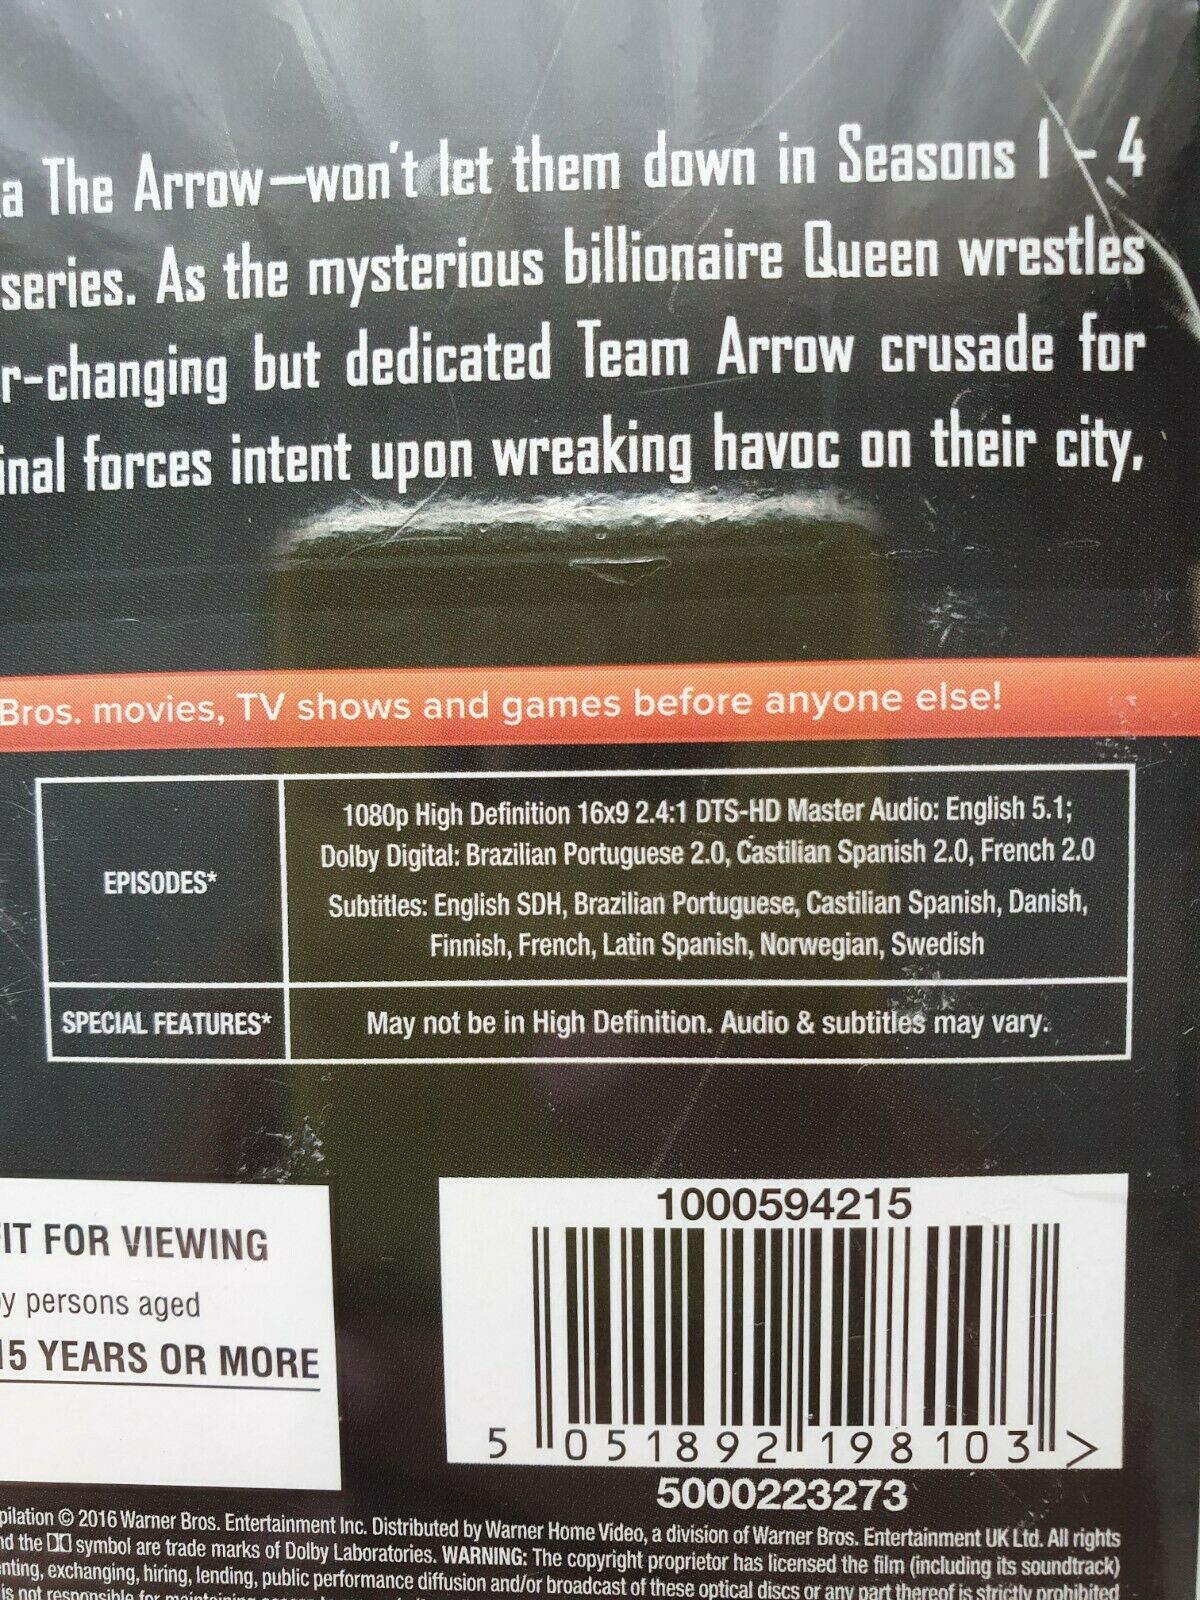 a The Arrow—won't let them down in Seasons 1 - 4
series. As the mysterious billionaire Queen wrestles
r-changing but dedicated Team Arrow crusade for
inal forces intent upon wreaking havoc on their city.
Bros. movies, TV shows and games before anyone else!
EPISODES*
1080p High Definition 16x9 2.4:1 DTS-HD Master Audio: English 5.1;
Dolby Digital: Brazilian Portuguese 2.0, Castilian Spanish 2.0, French 2.0
Subtitles: English SDH, Brazilian Portuguese, Castilian Spanish, Danish,
Finnish, French, Latin Spanish, Norwegian, Swedish
SPECIAL FEATURES*
May not be in High Definition. Audio & subtitles may vary.
FIT FOR VIEWING
y persons aged
15 YEARS OR MORE
1000594215
5 051892 198103 >
5000223273
pilation © 2016 Warner Bros. Entertainment Inc. Distributed by Warner Home Video, a division of Warner Bros. Entertainment UK Ltd. All rights
nd the symbol are trade marks of Dolby Laboratories. WARNING: The copyright proprietor has licensed the film (including its soundtrack)
enting, exchanging, hiring, lending, public performance diffusion and/or broadcast of these optical discs or any part thereof is strictly prohibited
is not responsible for maintaining